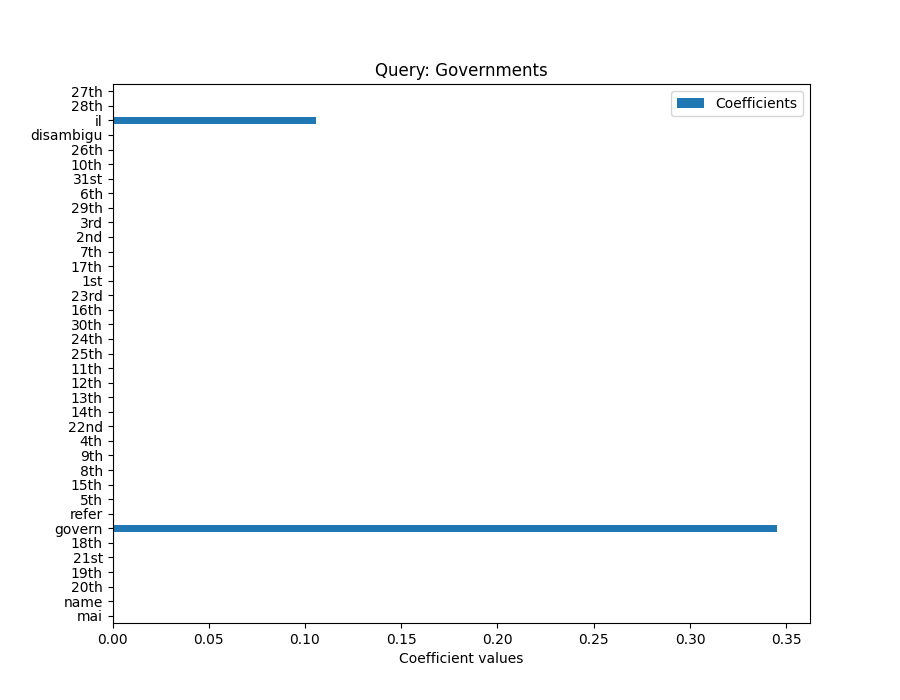 Query: Governments
Coefficients
27th
28th
il
disambigu
26th
10th
31st
6th
29th
3rd
2nd
7th
17th
1st
23rd
16th
30th
24th
25th
11th
12th
13th
14th
22nd
4th
9th
8th
15th
5th
refer
govern
18th
21st
19th
20th
name
mai
0.00 0.05 0.10 0.15 0.20 0.25 0.30 0.35
Coefficient values